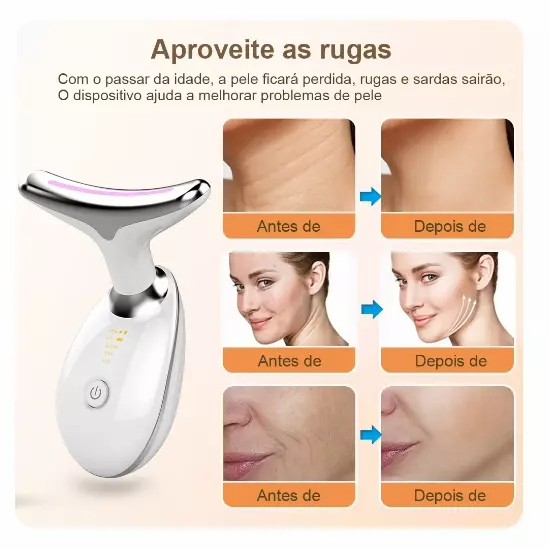 Aproveite as rugas
Com o passar da idade, a pele ficará perdida, rugas e sardas sairão,
O dispositivo ajuda a melhorar problemas de pele
Antes de
Depois de
Antes de
Depois de
Antes de
Depois de